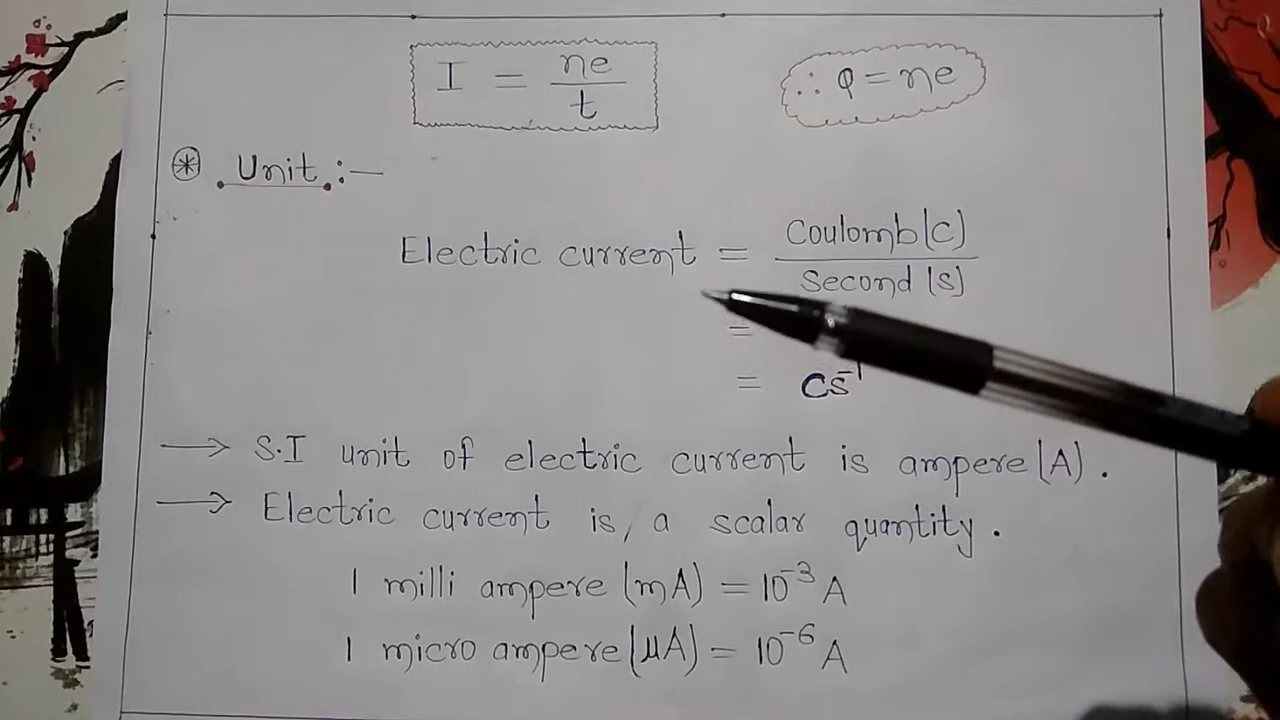 I = ne/t ∴ Q = ne
⊛ Unit :-
Electric current = Coulomb(C)/Second (s)
=
= Cs⁻¹
→ S.I unit of electric current is ampere(A).
→ Electric current is, a scalar quantity.
1 milli ampere (mA) = 10⁻³ A
1 micro ampere (μA) = 10⁻⁶ A